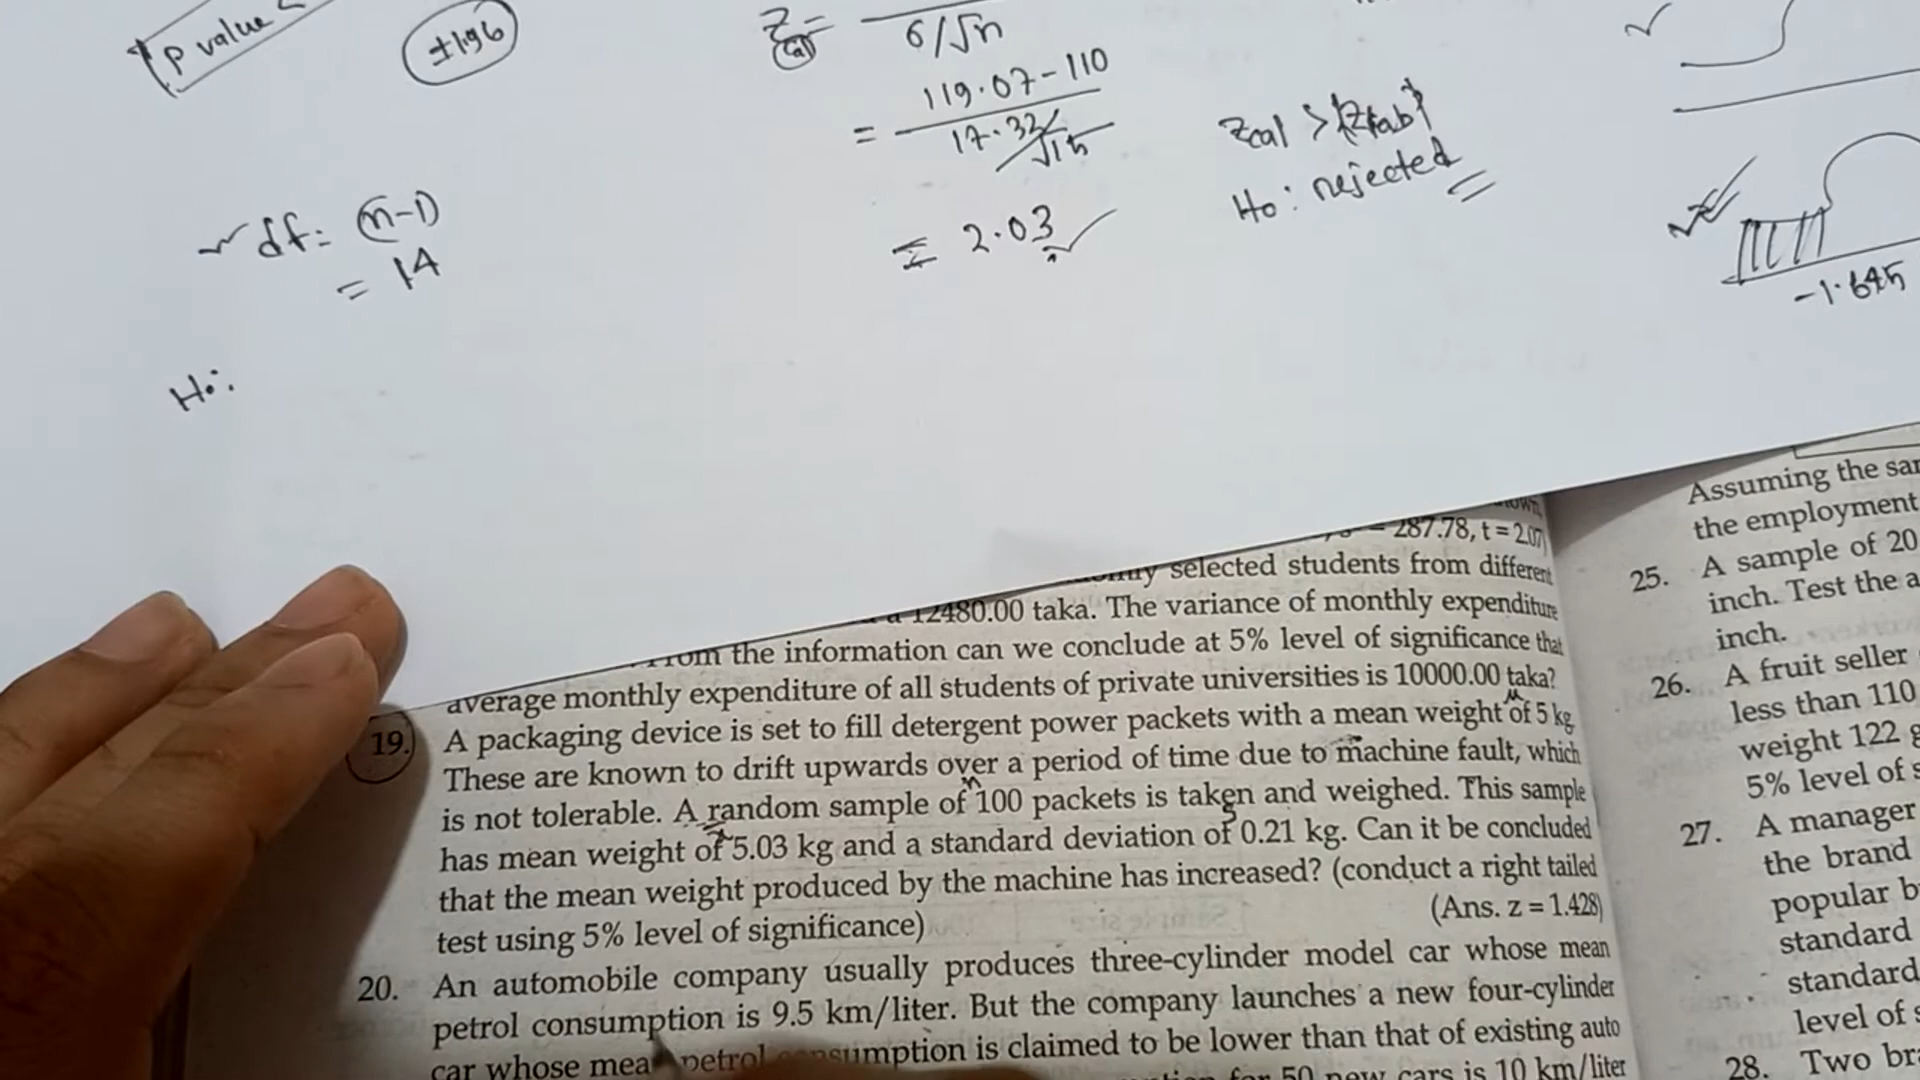 p value
±1.96
Z cal =
σ/√n
= 119.07-110
17.32/√15
= 2.03
Zcal > |Ztab|
Ho: rejected
df = (n-1)
= 14
-1.645
Ho:
287.78, t = 2.07
selected students from different
12480.00 taka. The variance of monthly expenditure
the information can we conclude at 5% level of significance that
average monthly expenditure of all students of private universities is 10000.00 taka?
19. A packaging device is set to fill detergent power packets with a mean weight of 5 kg
These are known to drift upwards over a period of time due to machine fault, which
is not tolerable. A random sample of 100 packets is taken and weighed. This sample
has mean weight of 5.03 kg and a standard deviation of 0.21 kg. Can it be concluded
that the mean weight produced by the machine has increased? (conduct a right tailed
test using 5% level of significance) (Ans. z = 1.428)
20. An automobile company usually produces three-cylinder model car whose mean
petrol consumption is 9.5 km/liter. But the company launches a new four-cylinder
car whose petrol consumption is claimed to be lower than that of existing auto
for 50 new cars is 10 km/liter
Assuming the
the employment
25. A sample of 20
inch. Test the
inch.
26. A fruit seller
less than 110
weight 122
5% level of
27. A manager
the brand
popular
standard
standard
level of
28. Two